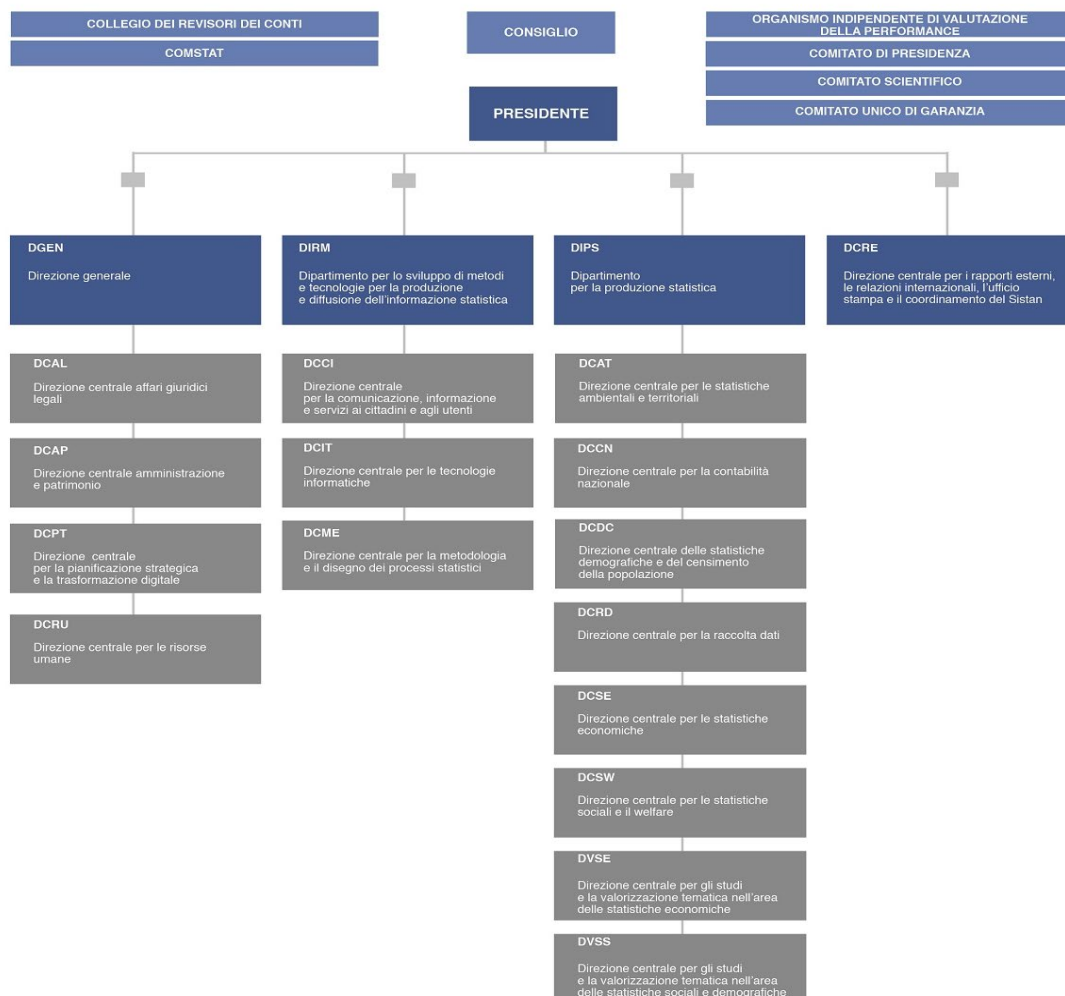 COLLEGIO DEI REVISORI DEI CONTI
COMSTAT
CONSIGLIO
ORGANISMO INDIPENDENTE DI VALUTAZIONE
DELLA PERFORMANCE
COMITATO DI PRESIDENZA
COMITATO SCIENTIFICO
COMITATO UNICO DI GARANZIA
PRESIDENTE
DGEN
Direzione generale
DCAL
Direzione centrale affari giuridici
legali
DCAP
Direzione centrale amministrazione
e patrimonio
DCPT
Direzione centrale
per la pianificazione strategica
e la trasformazione digitale
DCRU
Direzione centrale per le risorse
umane
DIRM
Dipartimento per lo sviluppo di metodi
e tecnologie per la produzione
e diffusione dell'informazione statistica
DCCI
Direzione centrale
per la comunicazione, informazione
e servizi ai cittadini e agli utenti
DCIT
Direzione centrale per le tecnologie
informatiche
DCME
Direzione centrale per la metodologia
e il disegno dei processi statistici
DIPS
Dipartimento
per la produzione statistica
DCAT
Direzione centrale per le statistiche
ambientali e territoriali
DCCN
Direzione centrale per la contabilità
nazionale
DCDC
Direzione centrale delle statistiche
demografiche e del censimento
della popolazione
DCRD
Direzione centrale per la raccolta dati
DCSE
Direzione centrale per le statistiche
economiche
DCSW
Direzione centrale per le statistiche
sociali e il welfare
DVSE
Direzione centrale per gli studi
e la valorizzazione tematica nell'area
delle statistiche economiche
DVSS
Direzione centrale per gli studi
e la valorizzazione tematica nell'area
delle statistiche sociali e demografiche
DCRE
Direzione centrale per i rapporti esterni,
le relazioni internazionali, l'ufficio
stampa e il coordinamento del Sistan